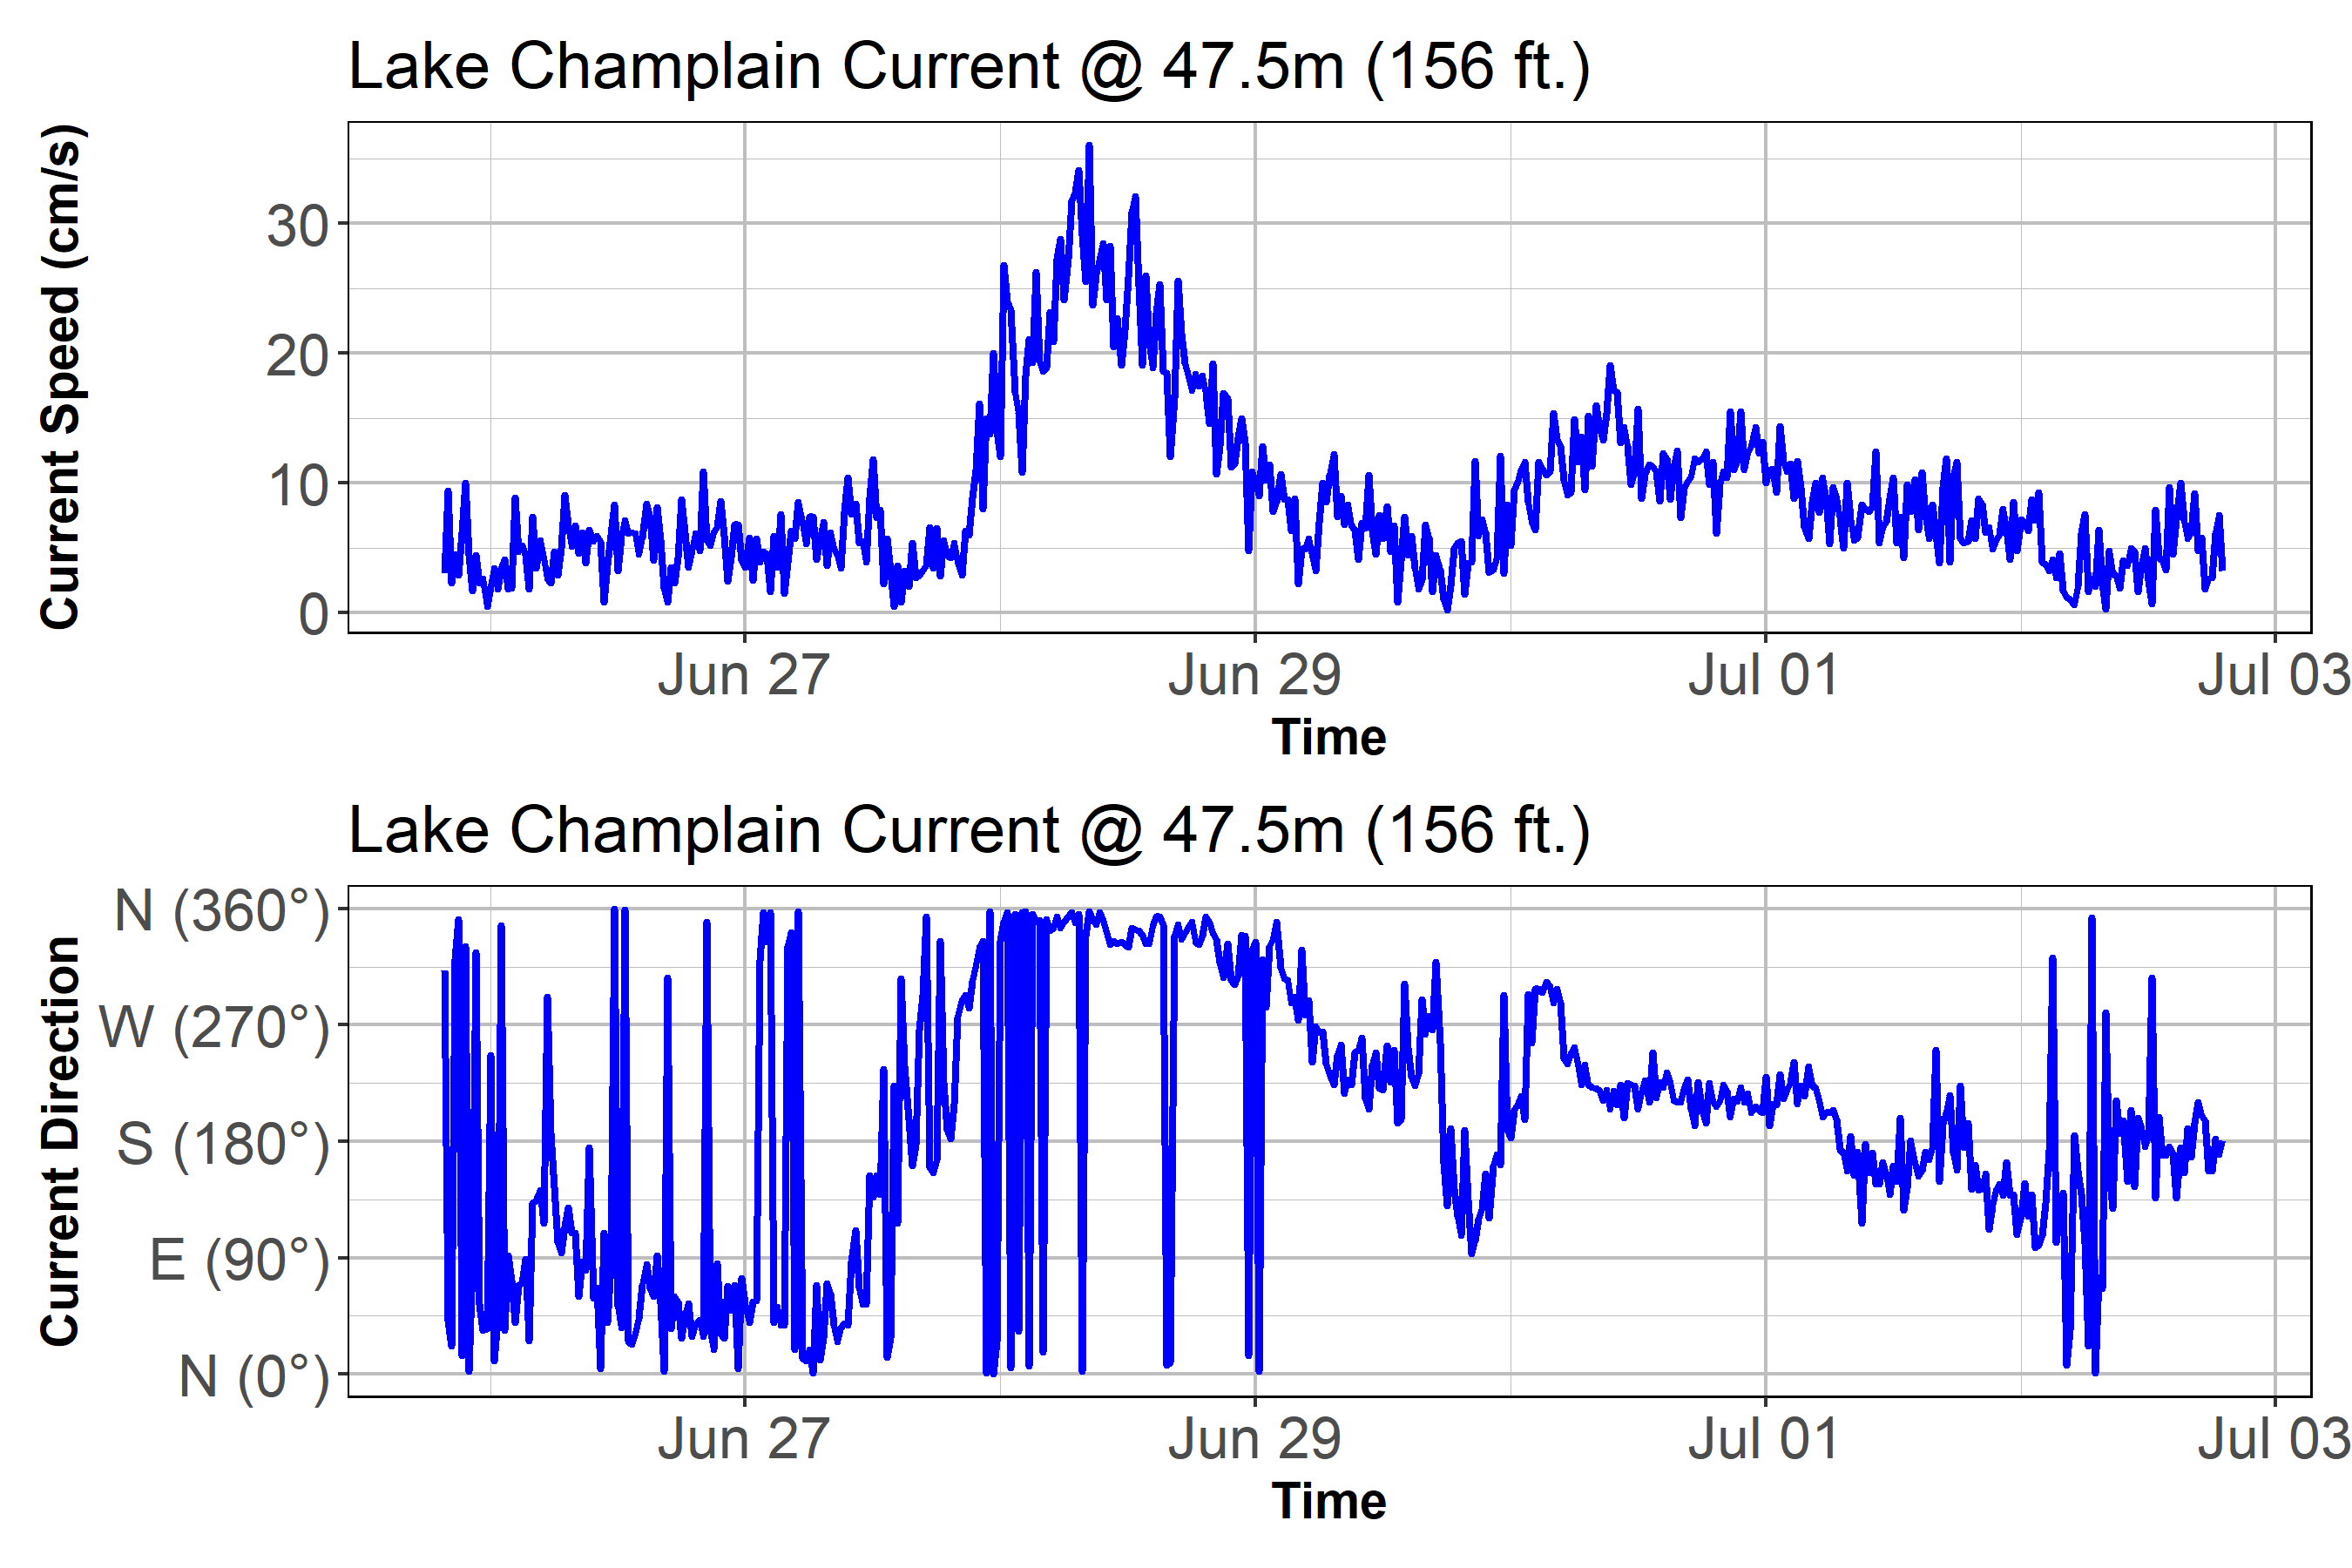 Lake Champlain Current @ 47.5m (156 ft.)
Current Speed (cm/s)
30
20
10
0
Jun 27 Jun 29 Jul 01 Jul 03
Time
Lake Champlain Current @ 47.5m (156 ft.)
Current Direction
N (360°)
W (270°)
S (180°)
E (90°)
N (0°)
Jun 27 Jun 29 Jul 01 Jul 03
Time